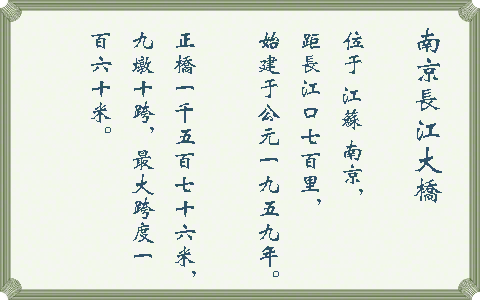 南京長江大橋
位于江蘇南京，
距長江口七百里，
始建于公元一九五九年。
正橋一千五百七十六米，
九墩十跨，最大跨度一
百六十米。